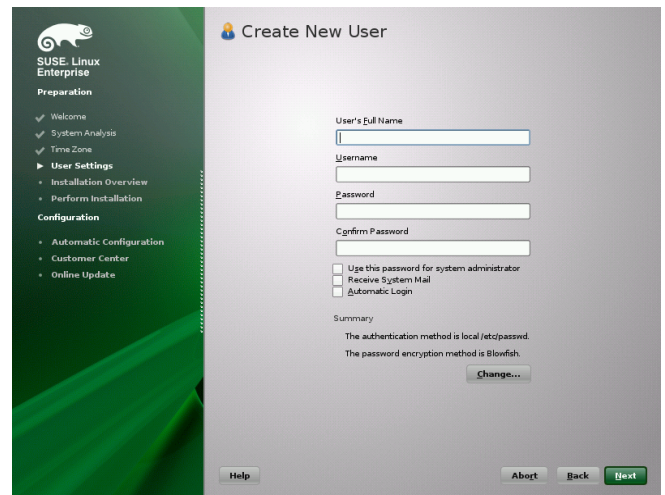 SUSE. Linux
Enterprise
Preparation
Welcome
System Analysis
Time Zone
User Settings
Installation Overview
Perform Installation
Configuration
Automatic Configuration
Customer Center
Online Update
Create New User
User's Full Name
Username
Password
Confirm Password
Use this password for system administrator
Receive System Mail
Automatic Login
Summary
The authentication method is local /etc/passwd.
The password encryption method is Blowfish.
Change...
Help
Abort
Back
Next